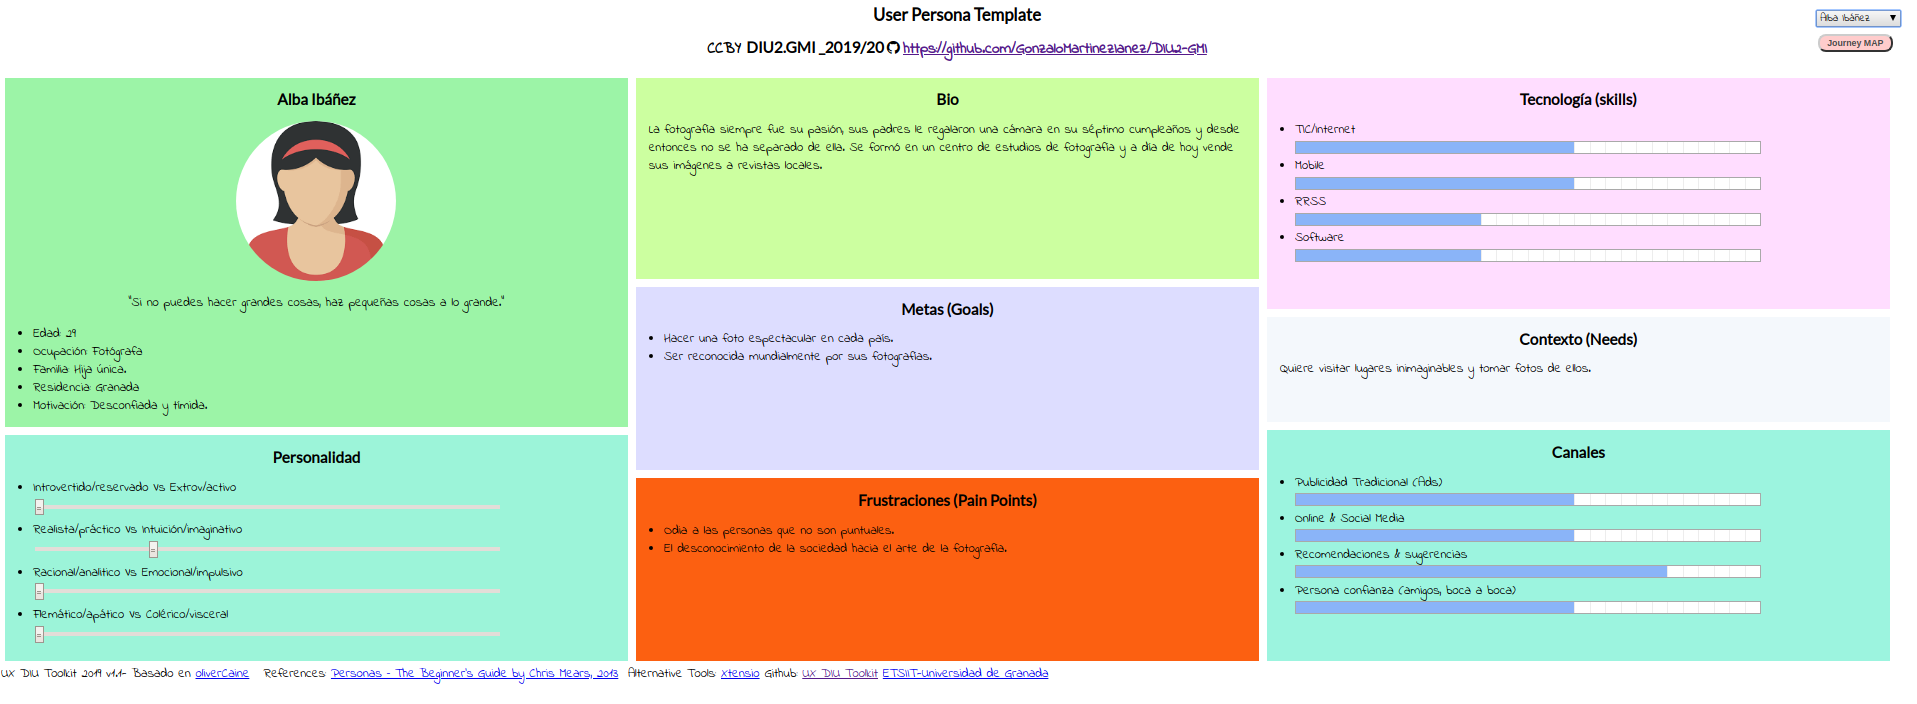 User Persona Template
CCBY DIU2.GMI_2019/20 https://github.com/GonzaloMartinezIanez/DIU2-GMI
Alba Ibáñez ▼
Journey MAP
Alba Ibáñez
"Si no puedes hacer grandes cosas, haz pequeñas cosas a lo grande."
Edad: 29
Ocupación: Fotógrafa
Familia: Hija única.
Residencia: Granada
Motivación: Desconfiada y tímida.
Personalidad
Introvertido/reservado Vs Extrov/activo
Realista/práctico Vs Intuición/imaginativo
Racional/analitico Vs Emocional/impulsivo
Flemático/apático Vs Colérico/visceral
Bio
La fotografía siempre fue su pasión, sus padres le regalaron una cámara en su séptimo cumpleaños y desde
entonces no se ha separado de ella. Se formó en un centro de estudios de fotografía y a día de hoy vende
sus imágenes a revistas locales.
Metas (Goals)
Hacer una foto espectacular en cada país.
Ser reconocida mundialmente por sus fotografías.
Frustraciones (Pain Points)
Odia a las personas que no son puntuales.
El desconocimiento de la sociedad hacia el arte de la fotografía.
Tecnología (skills)
TIC/Internet
Mobile
RRSS
Software
Contexto (Needs)
Quiere visitar lugares inimaginables y tomar fotos de ellos.
Canales
Publicidad Tradicional (Ads)
Online & Social Media
Recomendaciones & sugerencias
Persona confianza (amigos, boca a boca)
UX DIU Toolkit 2019 v1.1- Basado en oliverCaine References: Personas - The Beginner's Guide by Chris Mears, 2013 Alternative Tools: Xtensio Github: UX DIU Toolkit ETSIIT-Universidad de Granada